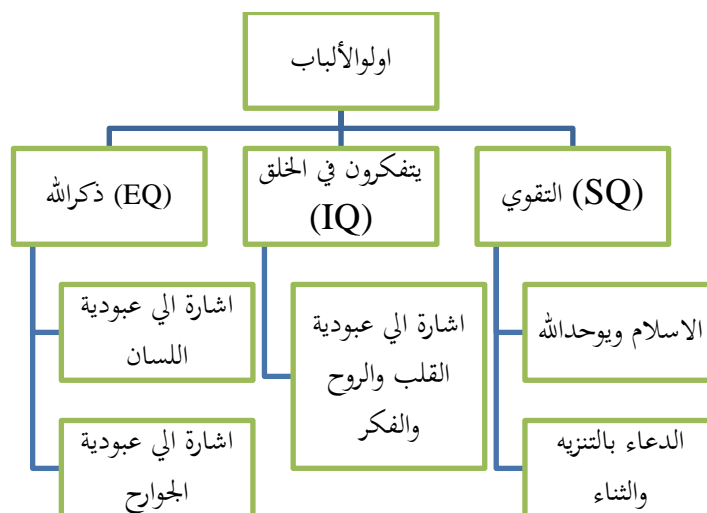 اولوالألباب
(SQ) التقوي
يتفكرون في الخلق
(IQ)
ذكرالله (EQ)
الاسلام ويوحدالله
الدعاء بالتنزيه
والثناء
اشارة الي عبودية
القلب والروح
والفكر
اشارة الي عبودية
اللسان
اشارة الي عبودية
الجوارح